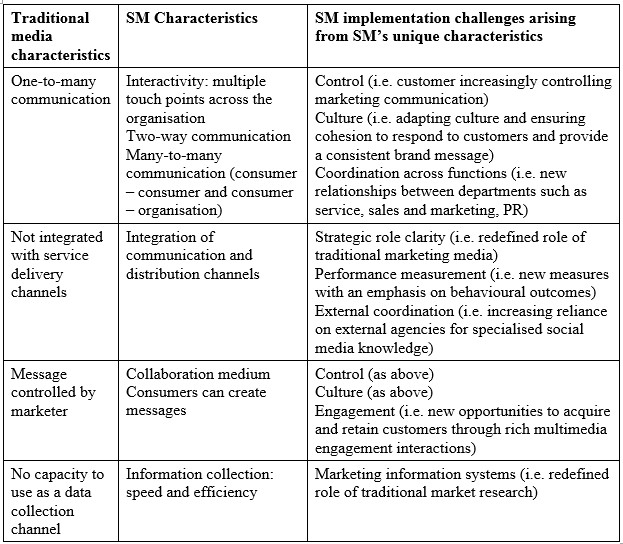 Traditional media characteristics
SM Characteristics
SM implementation challenges arising from SM's unique characteristics
One-to-many communication
Interactivity: multiple touch points across the organisation
Two-way communication
Many-to-many communication (consumer – consumer and consumer – organisation)
Control (i.e. customer increasingly controlling marketing communication)
Culture (i.e. adapting culture and ensuring cohesion to respond to customers and provide a consistent brand message)
Coordination across functions (i.e. new relationships between departments such as service, sales and marketing, PR)
Not integrated with service delivery channels
Integration of communication and distribution channels
Strategic role clarity (i.e. redefined role of traditional marketing media)
Performance measurement (i.e. new measures with an emphasis on behavioural outcomes)
External coordination (i.e. increasing reliance on external agencies for specialised social media knowledge)
Message controlled by marketer
Collaboration medium
Consumers can create messages
Control (as above)
Culture (as above)
Engagement (i.e. new opportunities to acquire and retain customers through rich multimedia engagement interactions)
No capacity to use as a data collection channel
Information collection: speed and efficiency
Marketing information systems (i.e. redefined role of traditional market research)